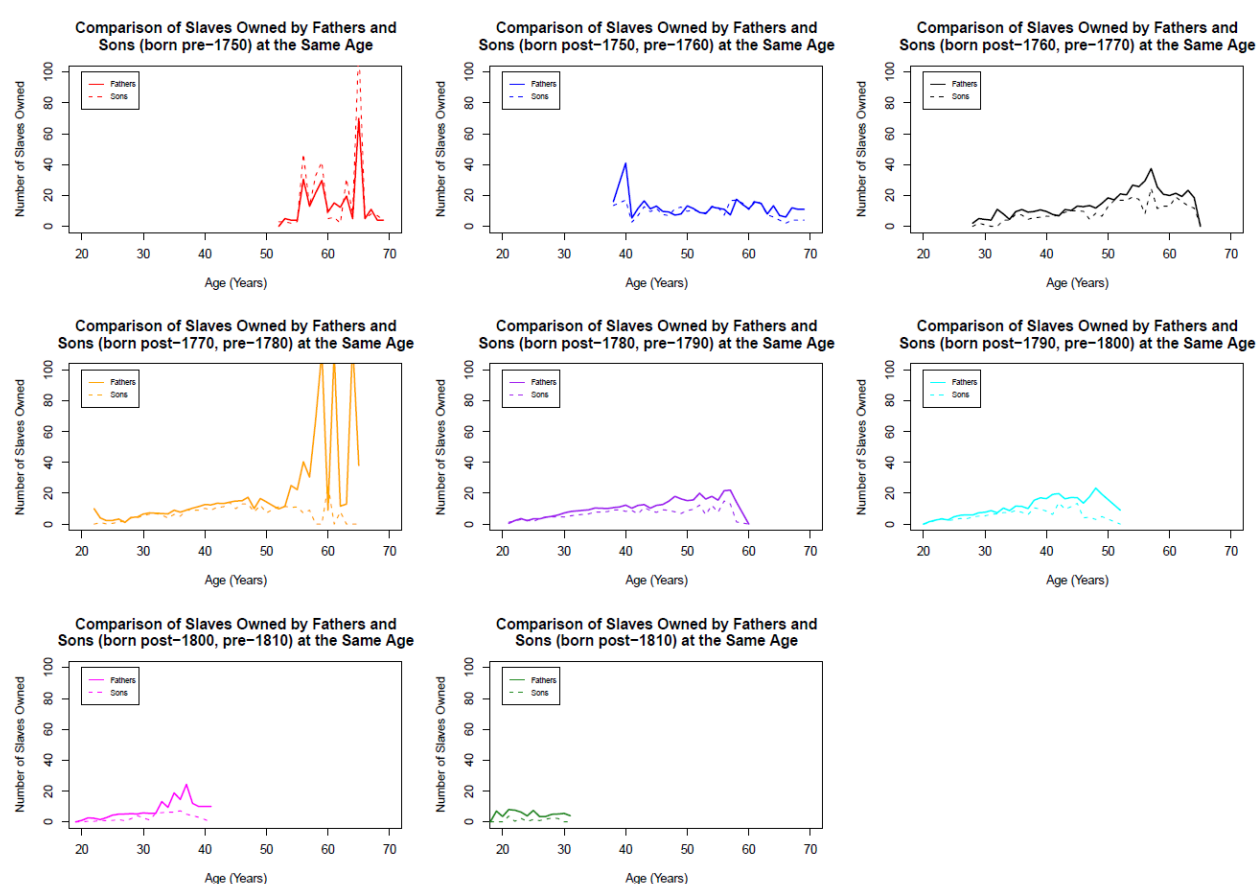 Comparison of Slaves Owned by Fathers and
Sons (born pre−1750) at the Same Age
Number of Slaves Owned
100
80
60
40
20
0
Fathers
Sons
20 30 40 50 60 70
Age (Years)
Comparison of Slaves Owned by Fathers and
Sons (born post−1750, pre−1760) at the Same Age
Number of Slaves Owned
100
80
60
40
20
0
Fathers
Sons
20 30 40 50 60 70
Age (Years)
Comparison of Slaves Owned by Fathers and
Sons (born post−1760, pre−1770) at the Same Age
Number of Slaves Owned
100
80
60
40
20
0
Fathers
Sons
20 30 40 50 60 70
Age (Years)
Comparison of Slaves Owned by Fathers and
Sons (born post−1770, pre−1780) at the Same Age
Number of Slaves Owned
100
80
60
40
20
0
Fathers
Sons
20 30 40 50 60 70
Age (Years)
Comparison of Slaves Owned by Fathers and
Sons (born post−1780, pre−1790) at the Same Age
Number of Slaves Owned
100
80
60
40
20
0
Fathers
Sons
20 30 40 50 60 70
Age (Years)
Comparison of Slaves Owned by Fathers and
Sons (born post−1790, pre−1800) at the Same Age
Number of Slaves Owned
100
80
60
40
20
0
Fathers
Sons
20 30 40 50 60 70
Age (Years)
Comparison of Slaves Owned by Fathers and
Sons (born post−1800, pre−1810) at the Same Age
Number of Slaves Owned
100
80
60
40
20
0
Fathers
Sons
20 30 40 50 60 70
Age (Years)
Comparison of Slaves Owned by Fathers and
Sons (born post−1810) at the Same Age
Number of Slaves Owned
100
80
60
40
20
0
Fathers
Sons
20 30 40 50 60 70
Age (Years)